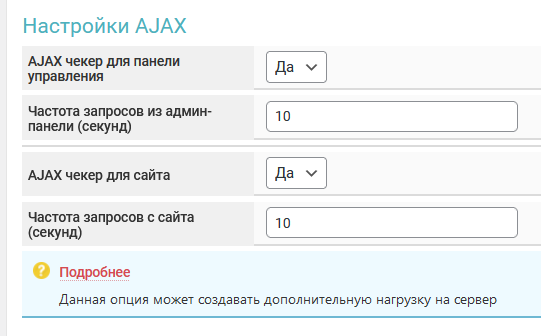 Настройки AJAX
AJAX чекер для панели
управления
Да
Частота запросов из админ-
панели (секунд)
10
AJAX чекер для сайта
Да
Частота запросов с сайта
(секунд)
10
? Подробнее
Данная опция может создавать дополнительную нагрузку на сервер